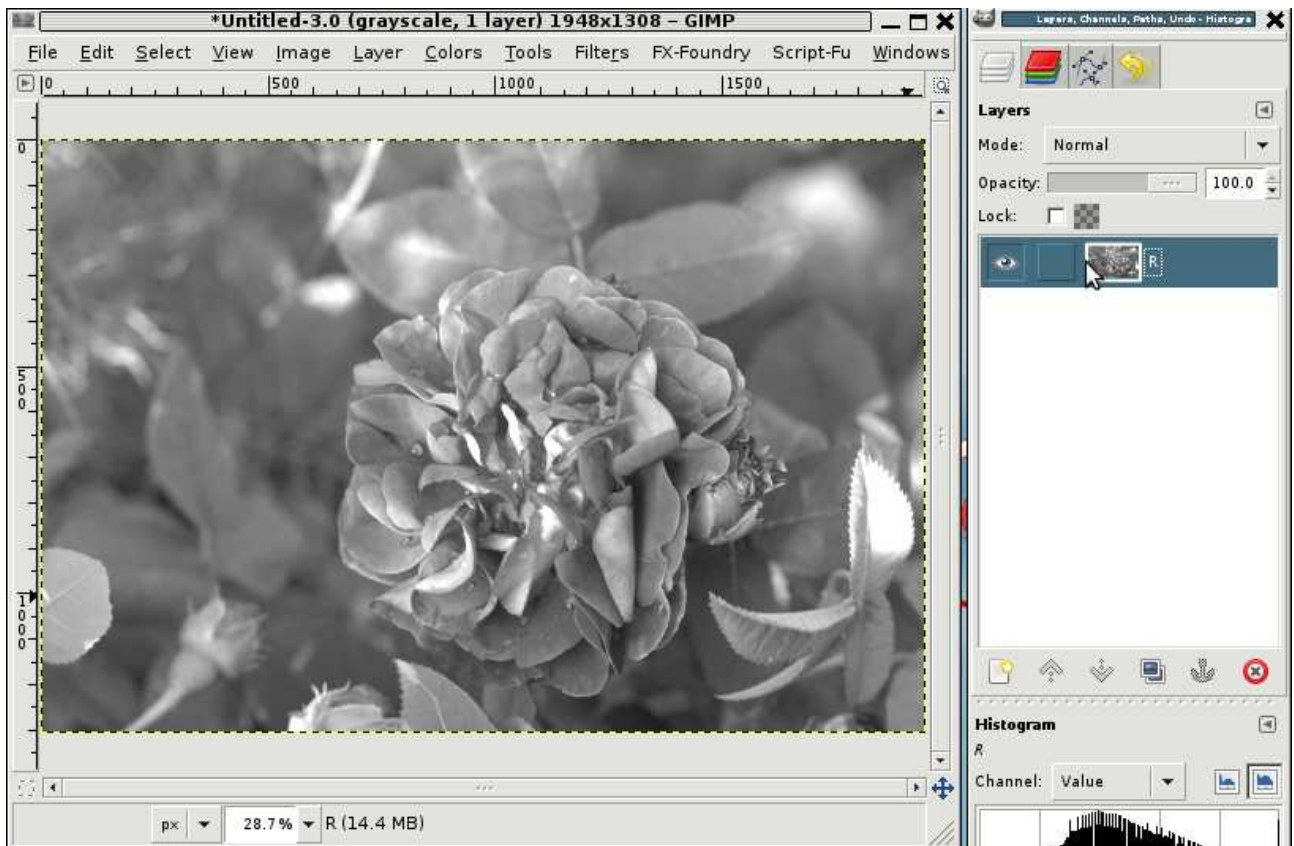 *Untitled-3.0 (grayscale, 1 layer) 1948x1308 – GIMP
File Edit Select View Image Layer Colors Tools Filters FX-Foundry Script-Fu Windows
0 500 1000 1500
0
500
1000
px 28.7% R (14.4 MB)
Layers, Channels, Paths, Undo - Histogra
Layers
Mode: Normal
Opacity: 100.0
Lock:
R
Histogram
R
Channel: Value